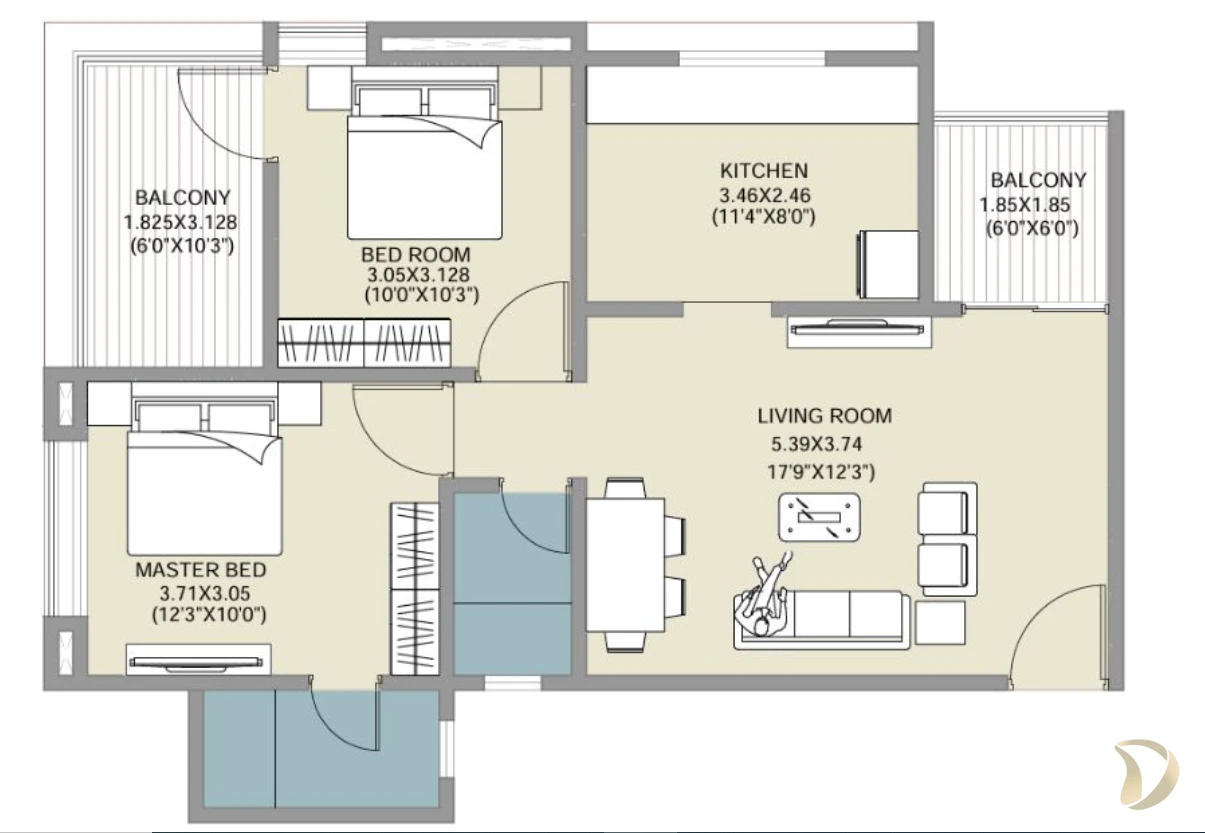 BALCONY
1.825X3.128
(6'0"X10'3")
BED ROOM
3.05X3.128
(10'0"X10'3")
KITCHEN
3.46X2.46
(11'4"X8'0")
BALCONY
1.85X1.85
(6'0"X6'0")
LIVING ROOM
5.39X3.74
17'9"X12'3")
MASTER BED
3.71X3.05
(12'3"X10'0")